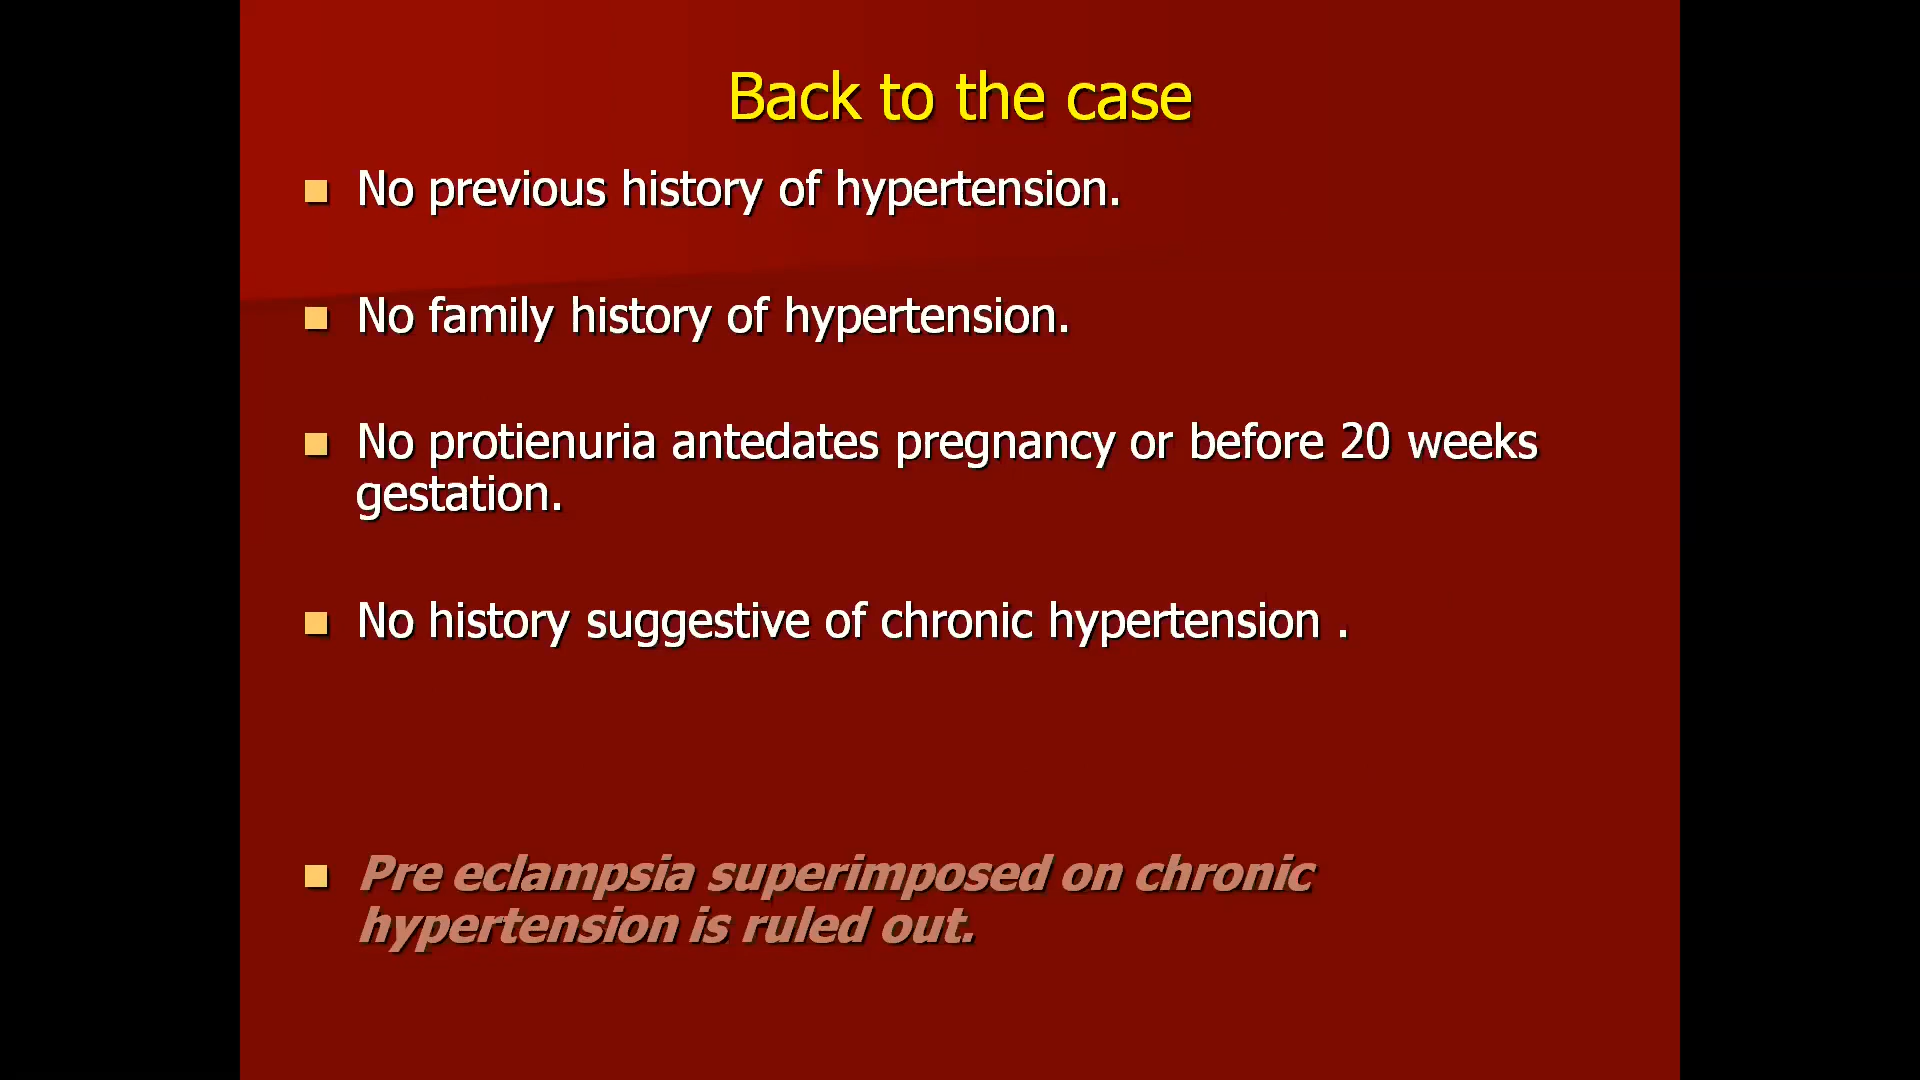 Back to the case
No previous history of hypertension.
No family history of hypertension.
No protienuria antedates pregnancy or before 20 weeks
gestation.
No history suggestive of chronic hypertension .
Pre eclampsia superimposed on chronic
hypertension is ruled out.